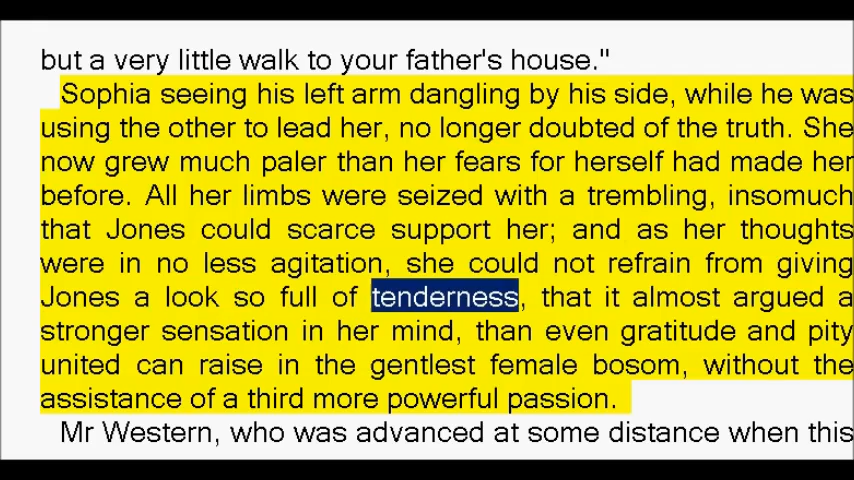 but a very little walk to your father's house."
Sophia seeing his left arm dangling by his side, while he was
using the other to lead her, no longer doubted of the truth. She
now grew much paler than her fears for herself had made her
before. All her limbs were seized with a trembling, insomuch
that Jones could scarce support her; and as her thoughts
were in no less agitation, she could not refrain from giving
Jones a look so full of tenderness, that it almost argued a
stronger sensation in her mind, than even gratitude and pity
united can raise in the gentlest female bosom, without the
assistance of a third more powerful passion.
Mr Western, who was advanced at some distance when this